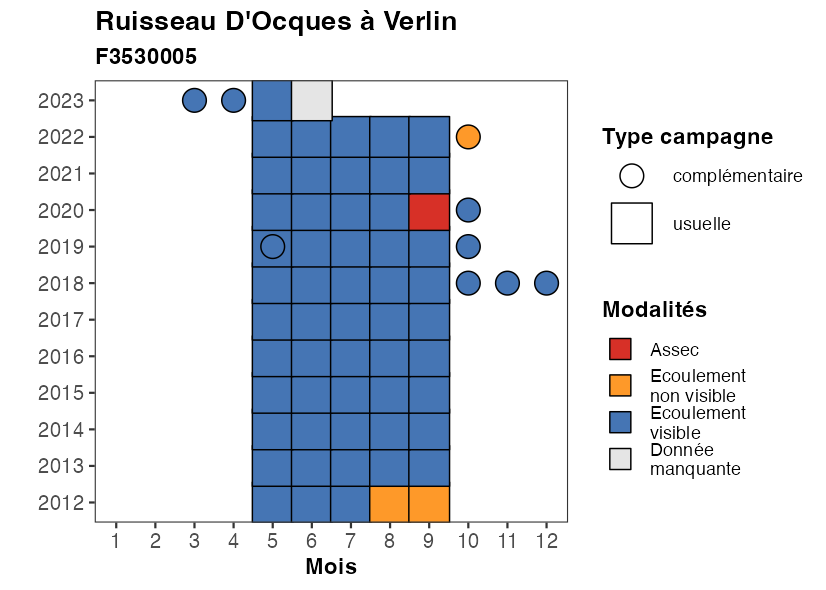 Ruisseau D'Ocques à Verlin
F3530005
2023
2022
2021
2020
2019
2018
2017
2016
2015
2014
2013
2012
1 2 3 4 5 6 7 8 9 10 11 12
Mois
Type campagne
complémentaire
usuelle
Modalités
Assec
Ecoulement
non visible
Ecoulement
visible
Donnée
manquante